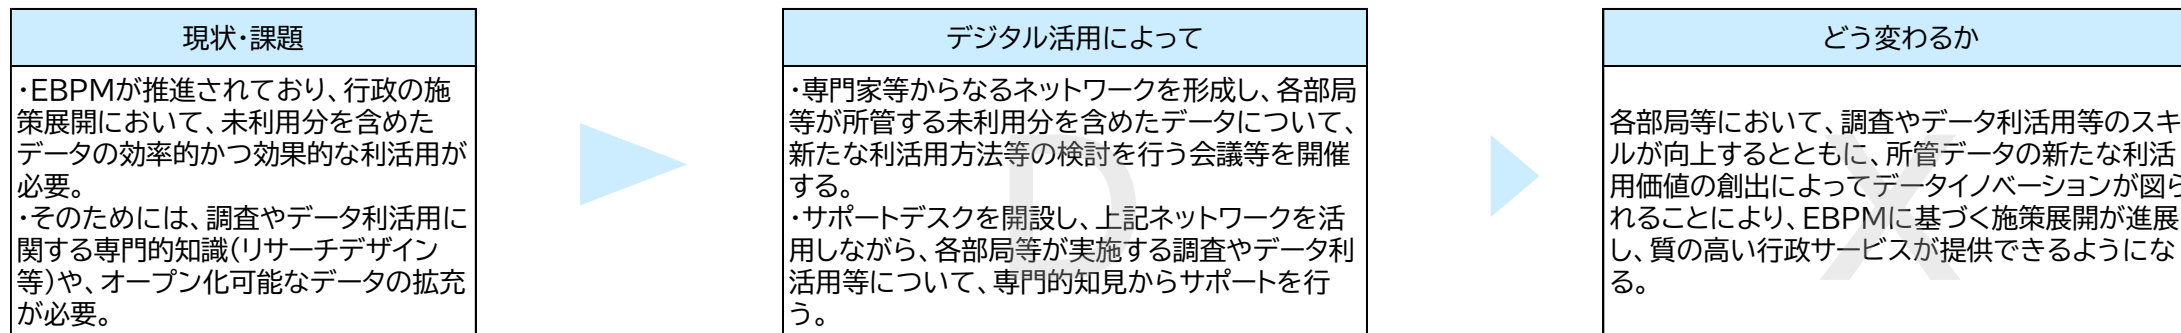 現状・課題
・EBPMが推進されており、行政の施
策展開において、未利用分を含めた
データの効率的かつ効果的な利活用が
必要。
・そのためには、調査やデータ利活用に
関する専門的知識(リサーチデザイン
等)や、オープン化可能なデータの拡充
が必要。
デジタル活用によって
・専門家等からなるネットワークを形成し、各部局
等が所管する未利用分を含めたデータについて、
新たな利活用方法等の検討を行う会議等を開催
する。
・サポートデスクを開設し、上記ネットワークを活
用しながら、各部局等が実施する調査やデータ利
活用等について、専門的知見からサポートを行
う。
D
どう変わるか
各部局等において、調査やデータ利活用等のスキ
ルが向上するとともに、所管データの新たな利活
用価値の創出によってデータイノベーションが図ら
れることにより、EBPMに基づく施策展開が進展
し、質の高い行政サービスが提供できるようにな
る。
X